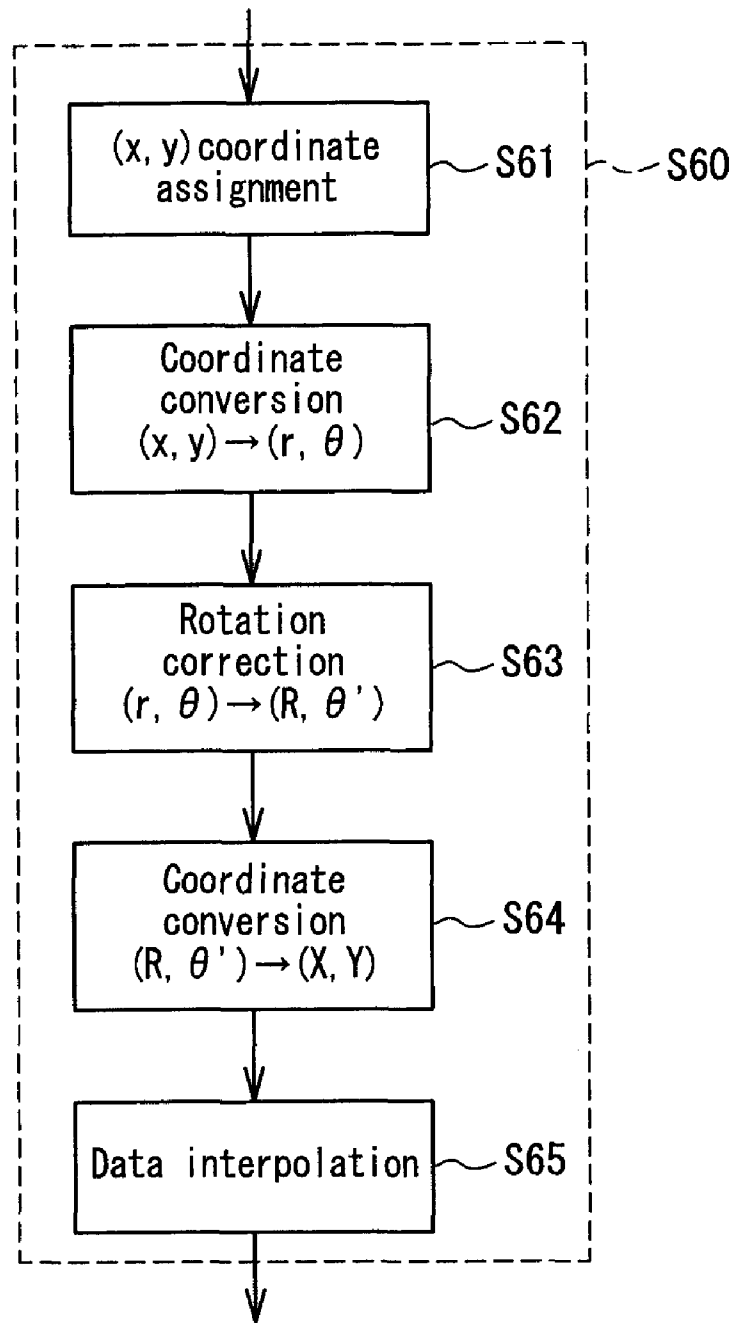 (x, y) coordinate
assignment
S61
S60
Coordinate
conversion
(x, y)→(r, θ)
S62
Rotation
correction
(r, θ)→(R, θ')
S63
Coordinate
conversion
(R, θ')→(X, Y)
S64
Data interpolation
S65